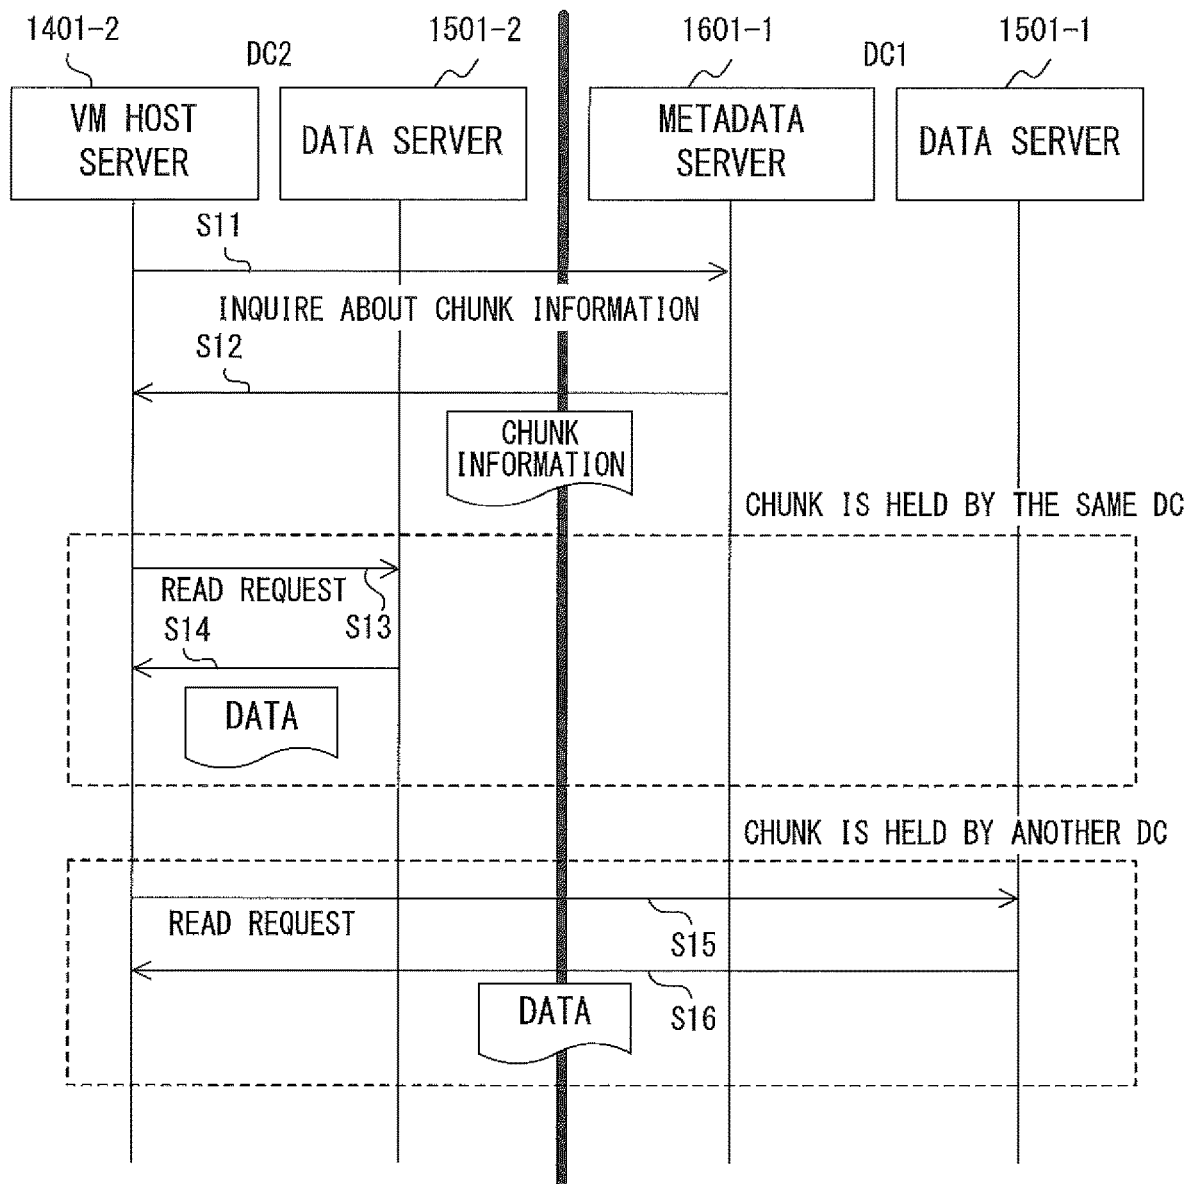 1401-2
DC2
1501-2
1601-1
DC1
1501-1
VM HOST
SERVER
DATA SERVER
METADATA
SERVER
DATA SERVER
S11
INQUIRE ABOUT CHUNK INFORMATION
S12
CHUNK
INFORMATION
CHUNK IS HELD BY THE SAME DC
READ REQUEST
S13
S14
DATA
CHUNK IS HELD BY ANOTHER DC
READ REQUEST
S15
S16
DATA